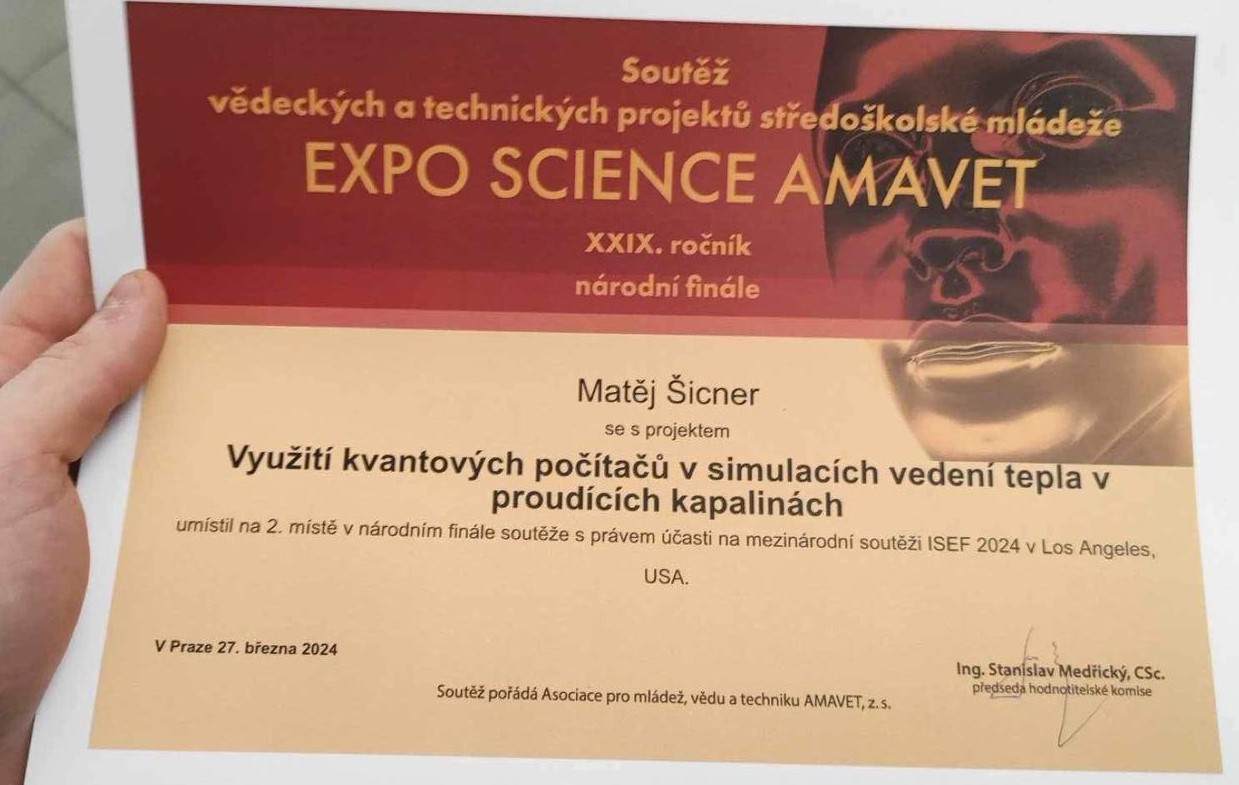 Soutěž
vědeckých a technických projektů středoškolské mládeže
EXPO SCIENCE AMAVET
XXIX. ročník
národní finále
Matěj Šicner
se s projektem
Využití kvantových počítačů v simulacích vedení tepla v
proudících kapalinách
umístil na 2. místě v národním finále soutěže s právem účasti na mezinárodní soutěži ISEF 2024 v Los Angeles,
USA.
V Praze 27. března 2024
Ing. Stanislav Medřický, CSc.
předseda hodnotitelské komise
Soutěž pořádá Asociace pro mládež, vědu a techniku AMAVET, z. s.